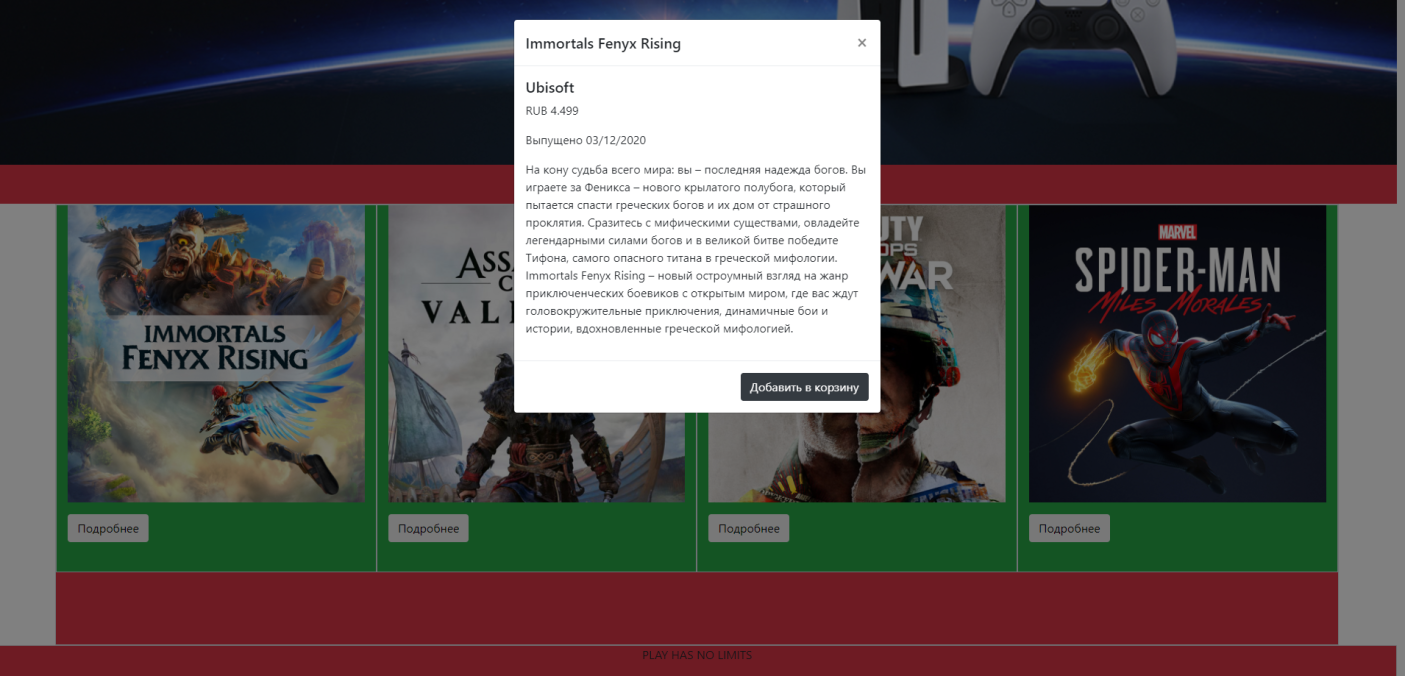 Immortals Fenyx Rising ×
Ubisoft
RUB 4.499
Выпущено 03/12/2020
На кону судьба всего мира: вы – последняя надежда богов. Вы
играете за Феникса – нового крылатого полубога, который
пытается спасти греческих богов и их дом от страшного
проклятия. Сразитесь с мифическими существами, овладейте
легендарными силами богов и в великой битве победите
Тифона, самого опасного титана в греческой мифологии.
Immortals Fenyx Rising – новый остроумный взгляд на жанр
приключенческих боевиков с открытым миром, где вас ждут
головокружительные приключения, динамичные бои и
истории, вдохновленные греческой мифологией.
Добавить в корзину
IMMORTALS
FENYX RISING
ASS
C
VAL
UTY
OPS
WAR
MARVEL
SPIDER-MAN
MILES MORALES
Подробнее
Подробнее
Подробнее
Подробнее
PLAY HAS NO LIMITS